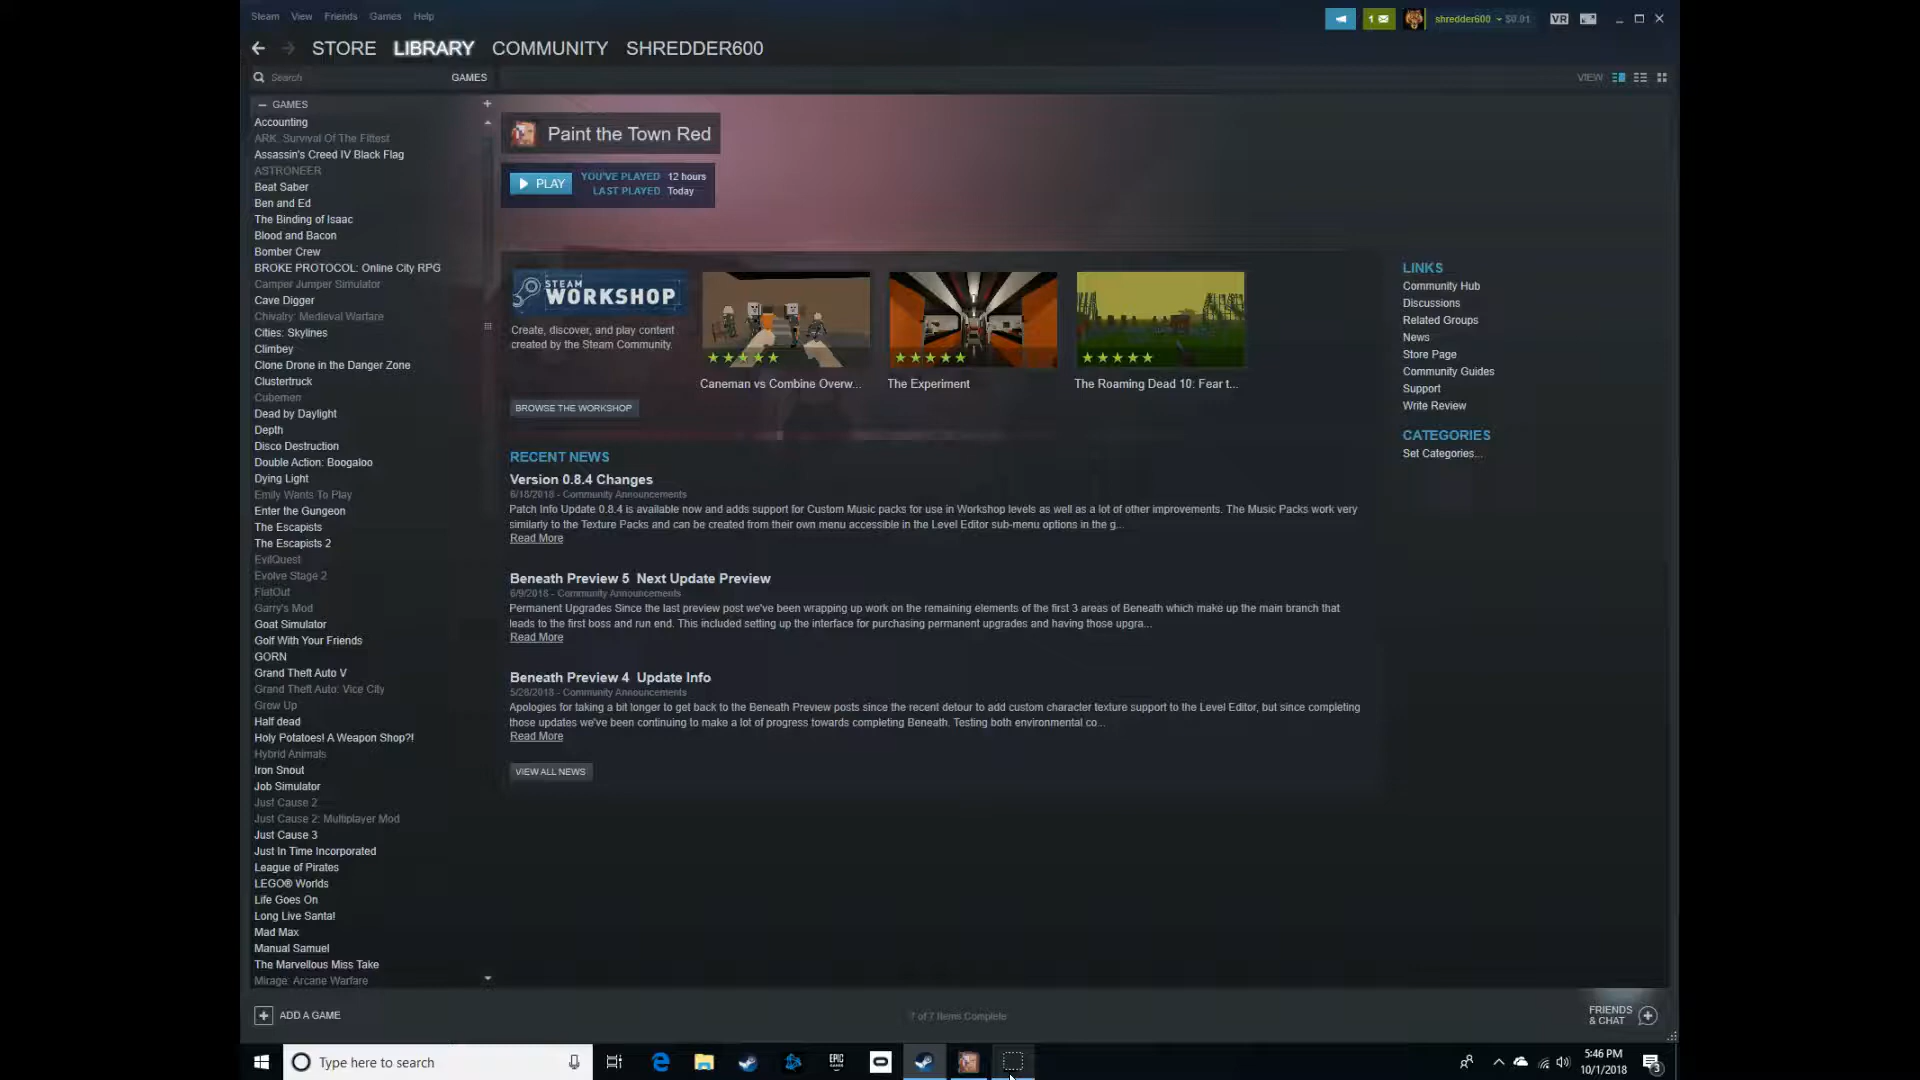 Steam View Friends Games Help
1 shredder600 $0.01 VR
STORE LIBRARY COMMUNITY SHREDDER600
Search GAMES VIEW
GAMES +
Accounting
ARK: Survival Of The Fittest
Assassin's Creed IV Black Flag
ASTRONEER
Beat Saber
Ben and Ed
The Binding of Isaac
Blood and Bacon
Bomber Crew
BROKE PROTOCOL: Online City RPG
Camper Jumper Simulator
Cave Digger
Chivalry: Medieval Warfare
Cities: Skylines
Climbey
Clone Drone in the Danger Zone
Clustertruck
Cubemen
Dead by Daylight
Depth
Disco Destruction
Double Action: Boogaloo
Dying Light
Emily Wants To Play
Enter the Gungeon
The Escapists
The Escapists 2
EvilQuest
Evolve Stage 2
FlatOut
Garry's Mod
Goat Simulator
Golf With Your Friends
GORN
Grand Theft Auto V
Grand Theft Auto: Vice City
Grow Up
Half dead
Holy Potatoes! A Weapon Shop?!
Hybrid Animals
Iron Snout
Job Simulator
Just Cause 2
Just Cause 2: Multiplayer Mod
Just Cause 3
Just In Time Incorporated
League of Pirates
LEGO® Worlds
Life Goes On
Long Live Santa!
Mad Max
Manual Samuel
The Marvellous Miss Take
Mirage: Arcane Warfare
Paint the Town Red
PLAY YOU'VE PLAYED 12 hours
LAST PLAYED Today
STEAM
WORKSHOP
Create, discover, and play content
created by the Steam Community.
Caneman vs Combine Overw... The Experiment The Roaming Dead 10: Fear t...
BROWSE THE WORKSHOP
RECENT NEWS
Version 0.8.4 Changes
6/18/2018 - Community Announcements
Patch Info Update 0.8.4 is available now and adds support for Custom Music packs for use in Workshop levels as well as a lot of other improvements. The Music Packs work very
similarly to the Texture Packs and can be created from their own menu accessible in the Level Editor sub-menu options in the g...
Read More
Beneath Preview 5 Next Update Preview
6/9/2018 - Community Announcements
Permanent Upgrades Since the last preview post we've been wrapping up work on the remaining elements of the first 3 areas of Beneath which make up the main branch that
leads to the first boss and run end. This included setting up the interface for purchasing permanent upgrades and having those upgra...
Read More
Beneath Preview 4 Update Info
5/28/2018 - Community Announcements
Apologies for taking a bit longer to get back to the Beneath Preview posts since the recent detour to add custom character texture support to the Level Editor, but since completing
those updates we've been continuing to make a lot of progress towards completing Beneath. Testing both environmental co...
Read More
VIEW ALL NEWS
LINKS
Community Hub
Discussions
Related Groups
News
Store Page
Community Guides
Support
Write Review
CATEGORIES
Set Categories...
+ ADD A GAME
7 of 7 Items Complete
FRIENDS
& CHAT
Type here to search
EPIC
GAMES
5:46 PM
10/1/2018
3